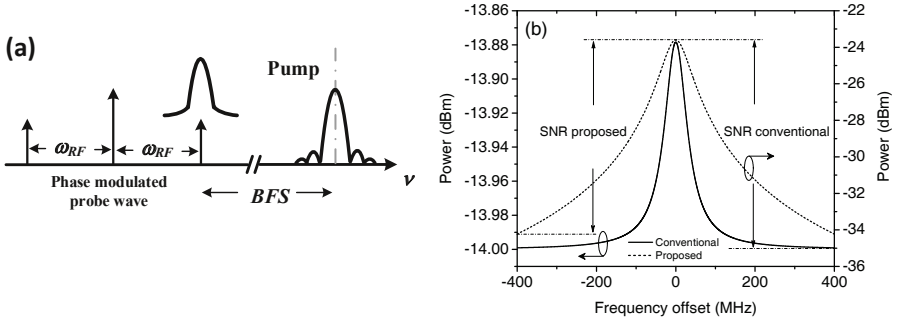 (a)
Pump
ω_RF
ω_RF
Phase modulated
probe wave
BFS
ν
(b)
Power (dBm)
-13.86
-13.88
-13.90
-13.92
-13.94
-13.96
-13.98
-14.00
-22
-24
-26
-28
-30
-32
-34
-36
Power (dBm)
SNR proposed
SNR conventional
Conventional
Proposed
-400
-200
0
200
400
Frequency offset (MHz)